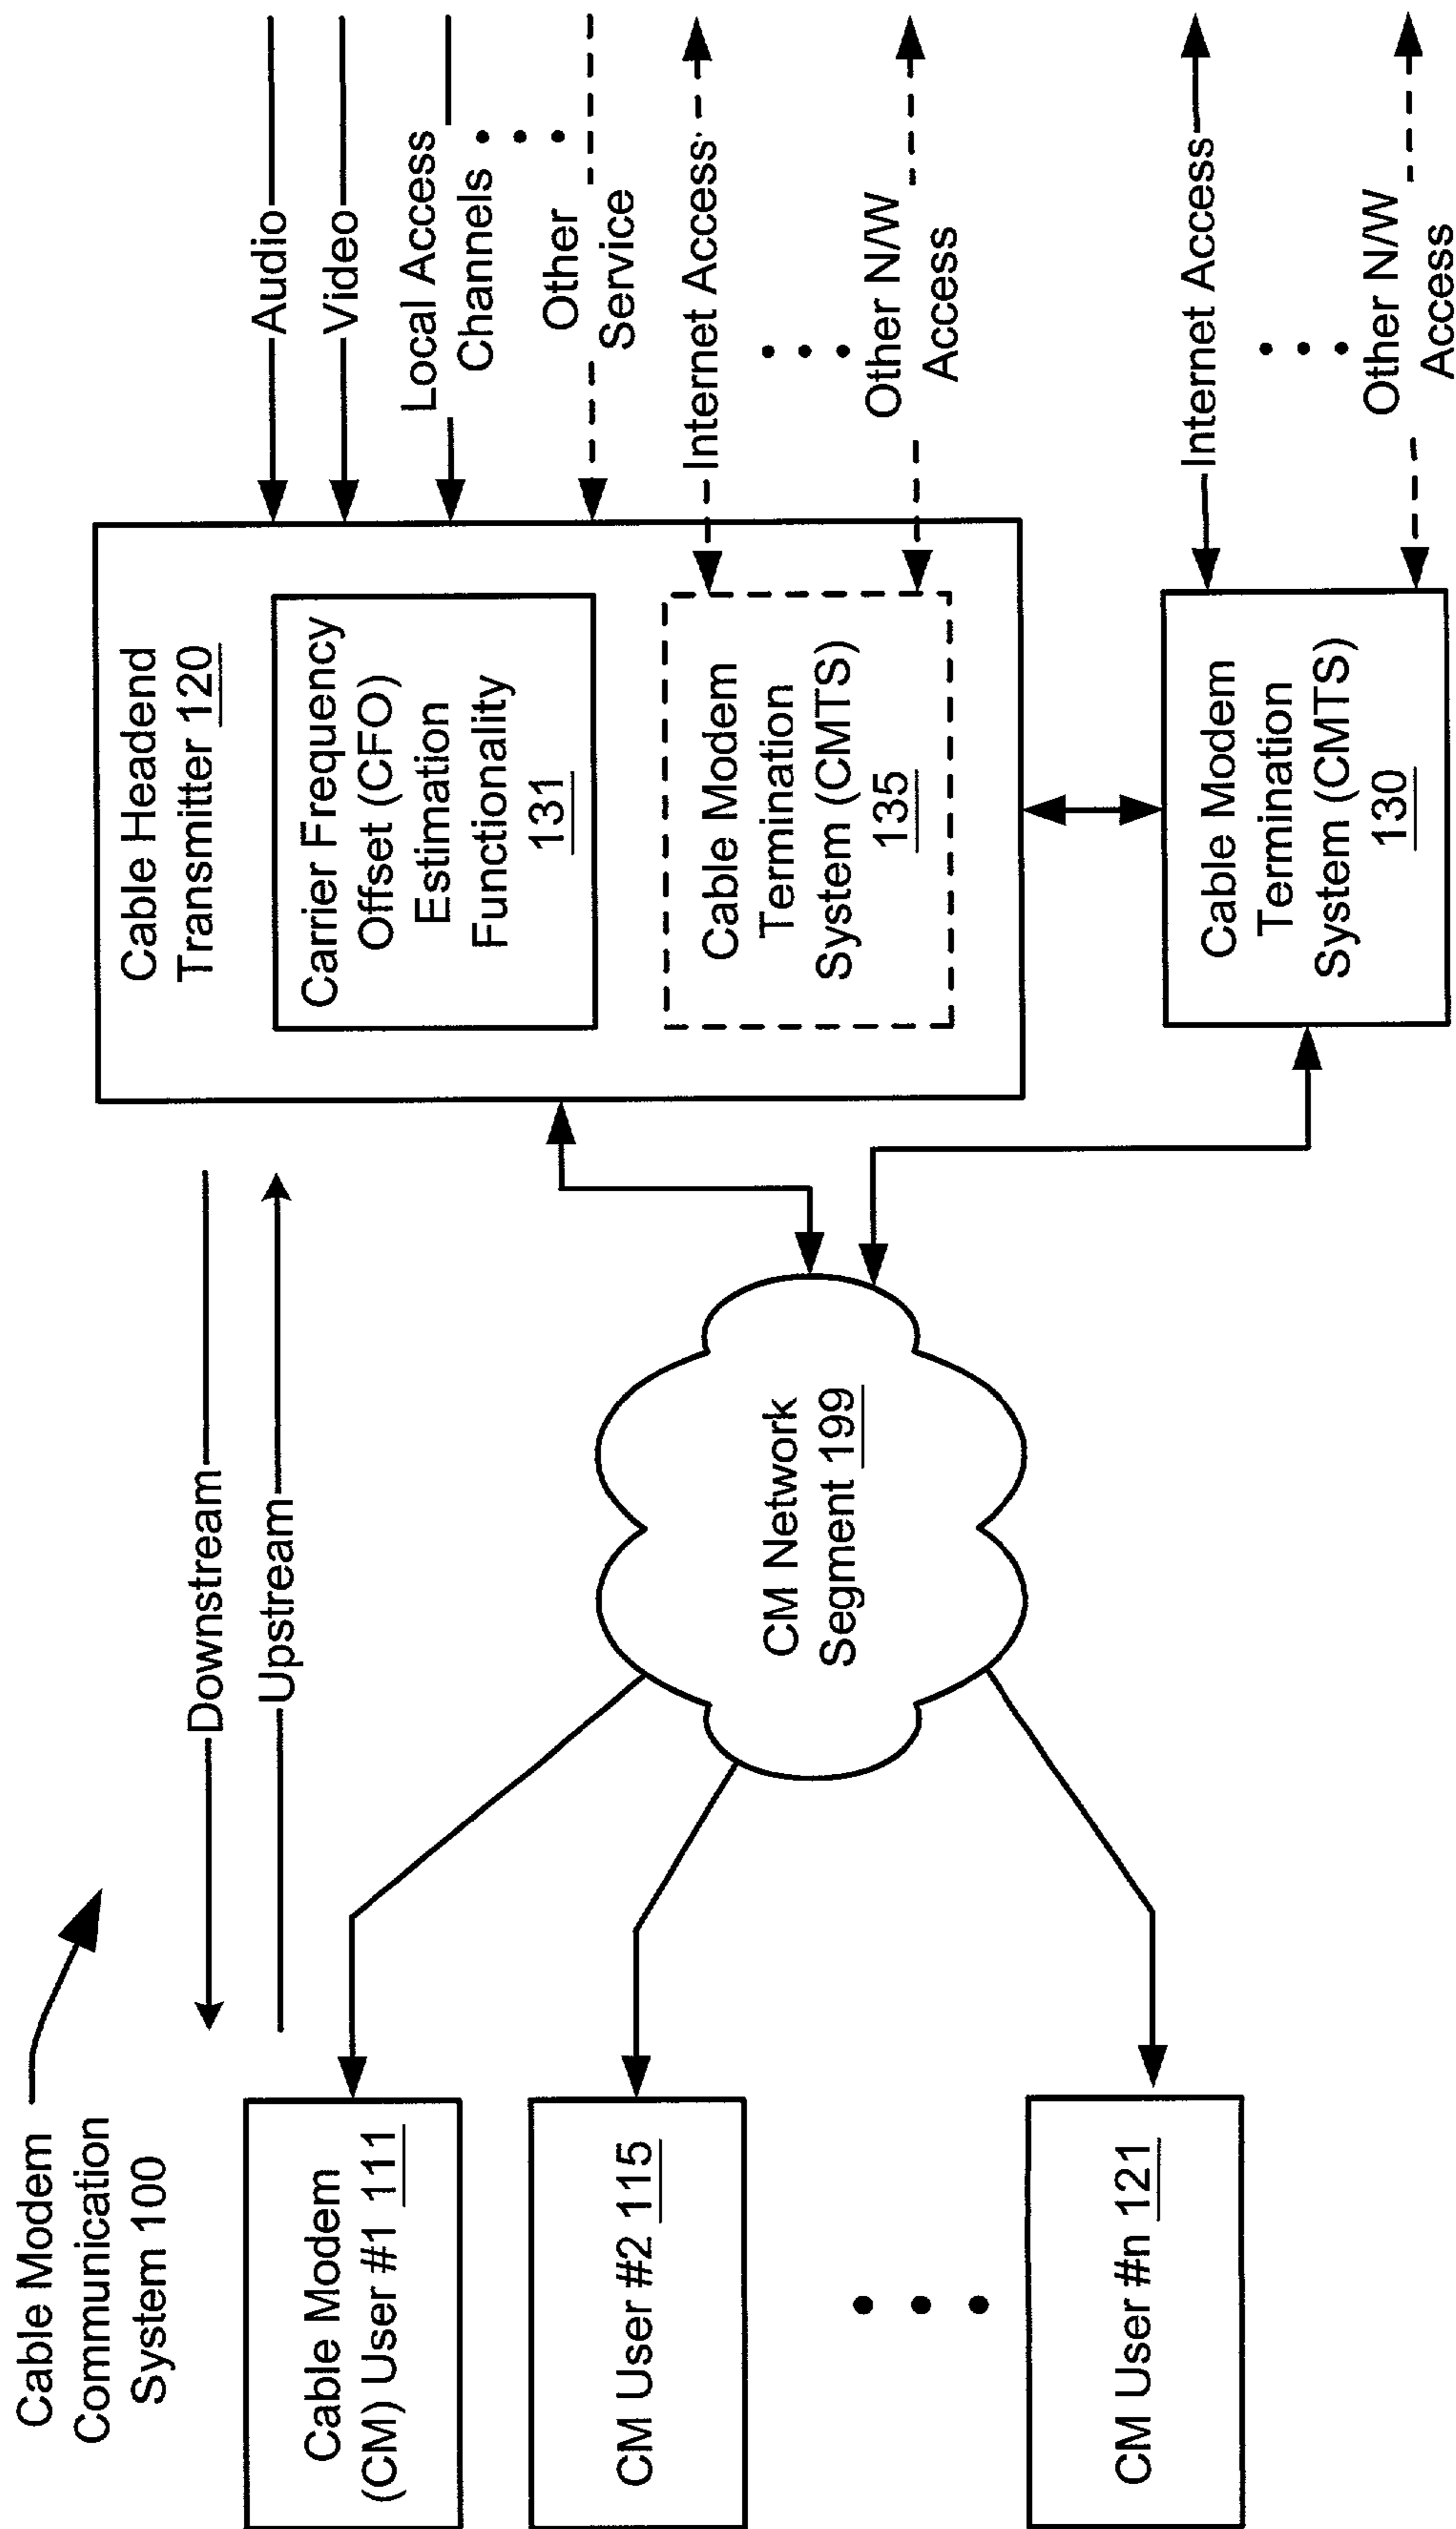 Cable Modem
Communication
System 100
Downstream
Upstream
Cable Modem
(CM) User #1 111
CM User #2 115
CM User #n 121
CM Network
Segment 199
Cable Headend
Transmitter 120
Carrier Frequency
Offset (CFO)
Estimation
Functionality
131
Cable Modem
Termination
System (CMTS)
135
Cable Modem
Termination
System (CMTS)
130
Audio
Video
Local Access
Channels
Other
Service
Internet Access
Other N/W
Access
Internet Access
Other N/W
Access